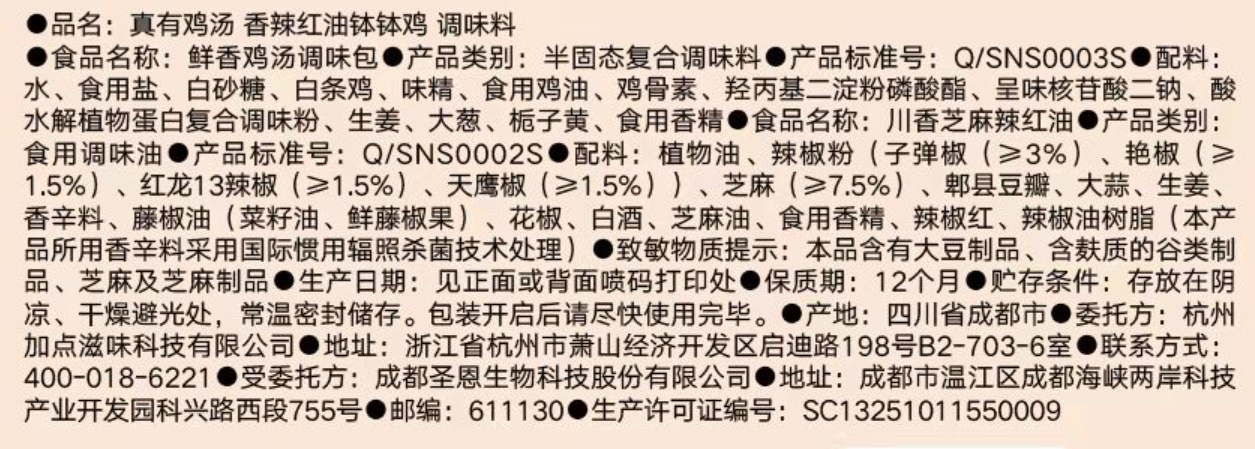 ●品名：真有鸡汤 香辣红油钵钵鸡 调味料
●食品名称：鲜香鸡汤调味包●产品类别：半固态复合调味料●产品标准号：Q/SNS0003S●配料：
水、食用盐、白砂糖、白条鸡、味精、食用鸡油、鸡骨素、羟丙基二淀粉磷酸酯、呈味核苷酸二钠、酸
水解植物蛋白复合调味粉、生姜、大葱、栀子黄、食用香精●食品名称：川香芝麻辣红油●产品类别：
食用调味油●产品标准号：Q/SNS0002S●配料：植物油、辣椒粉（子弹椒（≥3%）、艳椒（≥
1.5%）、红龙13辣椒（≥1.5%）、天鹰椒（≥1.5%））、芝麻（≥7.5%）、郫县豆瓣、大蒜、生姜、
香辛料、藤椒油（菜籽油、鲜藤椒果）、花椒、白酒、芝麻油、食用香精、辣椒红、辣椒油树脂（本产
品所用香辛料采用国际惯用辐照杀菌技术处理）●致敏物质提示：本品含有大豆制品、含麸质的谷类制
品、芝麻及芝麻制品●生产日期：见正面或背面喷码打印处●保质期：12个月●贮存条件：存放在阴
凉、干燥避光处，常温密封储存。包装开启后请尽快使用完毕。●产地：四川省成都市●委托方：杭州
加点滋味科技有限公司●地址：浙江省杭州市萧山经济开发区启迪路198号B2-703-6室●联系方式：
400-018-6221●受委托方：成都圣恩生物科技股份有限公司●地址：成都市温江区成都海峡两岸科技
产业开发园科兴路西段755号●邮编：611130●生产许可证编号：SC13251011550009